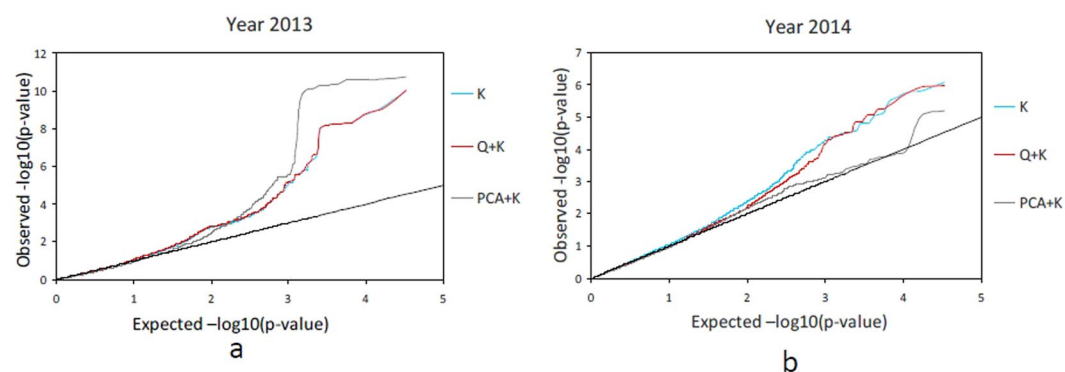 Year 2013
Observed -log10(p-value)
12
10
8
6
4
2
0
0 1 2 3 4 5
Expected –log10(p-value)
K
Q+K
PCA+K
a
Year 2014
Observed -log10(p-value)
7
6
5
4
3
2
1
0
0 1 2 3 4 5
Expected –log10(p-value)
K
Q+K
PCA+K
b